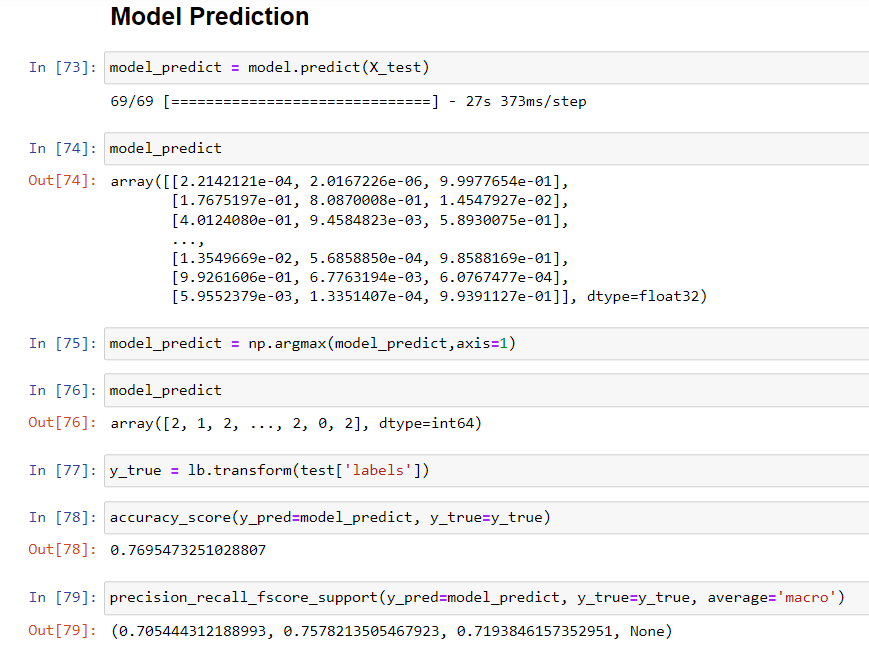 Model Prediction
In [73]: model_predict = model.predict(X_test)
69/69 [==============================] - 27s 373ms/step
In [74]: model_predict
Out[74]: array([[2.2142121e-04, 2.0167226e-06, 9.9977654e-01],
[1.7675197e-01, 8.0870008e-01, 1.4547927e-02],
[4.0124080e-01, 9.4584823e-03, 5.8930075e-01],
...,
[1.3549669e-02, 5.6858850e-04, 9.8588169e-01],
[9.9261606e-01, 6.7763194e-03, 6.0767477e-04],
[5.9552379e-03, 1.3351407e-04, 9.9391127e-01]], dtype=float32)
In [75]: model_predict = np.argmax(model_predict,axis=1)
In [76]: model_predict
Out[76]: array([2, 1, 2, ..., 2, 0, 2], dtype=int64)
In [77]: y_true = lb.transform(test['labels'])
In [78]: accuracy_score(y_pred=model_predict, y_true=y_true)
Out[78]: 0.7695473251028807
In [79]: precision_recall_fscore_support(y_pred=model_predict, y_true=y_true, average='macro')
Out[79]: (0.705444312188993, 0.7578213505467923, 0.7193846157352951, None)